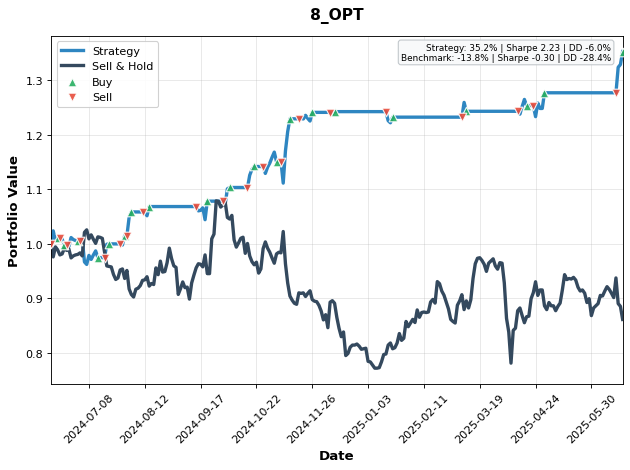 8_OPT
Strategy
Sell & Hold
Buy
Sell
Strategy: 35.2% | Sharpe 2.23 | DD -6.0%
Benchmark: -13.8% | Sharpe -0.30 | DD -28.4%
Portfolio Value
1.3
1.2
1.1
1.0
0.9
0.8
2024-07-08
2024-08-12
2024-09-17
2024-10-22
2024-11-26
2025-01-03
2025-02-11
2025-03-19
2025-04-24
2025-05-30
Date